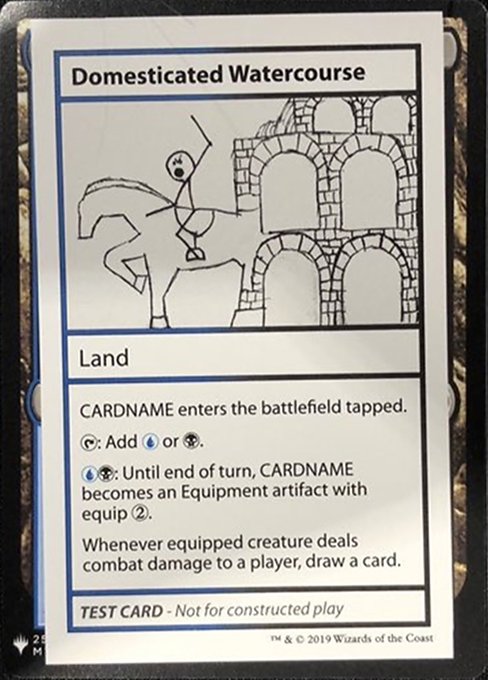 Domesticated Watercourse
Land
CARDNAME enters the battlefield tapped.
: Add or .
: Until end of turn, CARDNAME
becomes an Equipment artifact with
equip 2.
Whenever equipped creature deals
combat damage to a player, draw a card.
TEST CARD - Not for constructed play
™ & © 2019 Wizards of the Coast